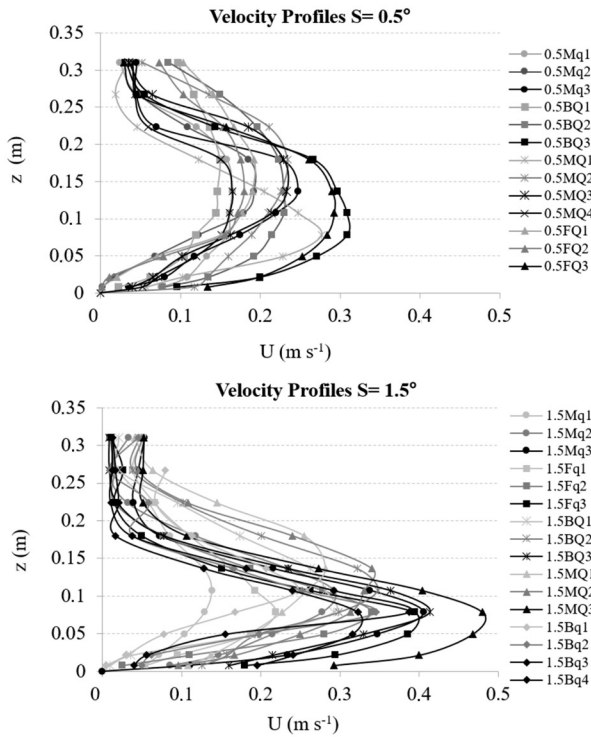 Velocity Profiles S= 0.5°
0.35
0.3
0.25
0.2
0.15
0.1
0.05
0
z (m)
0
0.1
0.2
0.3
0.4
0.5
U (m s-1)
0.5Mq1
0.5Mq2
0.5Mq3
0.5BQ1
0.5BQ2
0.5BQ3
0.5MQ1
0.5MQ2
0.5MQ3
0.5MQ4
0.5FQ1
0.5FQ2
0.5FQ3
Velocity Profiles S= 1.5°
0.35
0.3
0.25
0.2
0.15
0.1
0.05
0
z (m)
0
0.1
0.2
0.3
0.4
0.5
U (m s-1)
1.5Mq1
1.5Mq2
1.5Mq3
1.5Fq1
1.5Fq2
1.5Fq3
1.5BQ1
1.5BQ2
1.5BQ3
1.5MQ1
1.5MQ2
1.5MQ3
1.5Bq1
1.5Bq2
1.5Bq3
1.5Bq4